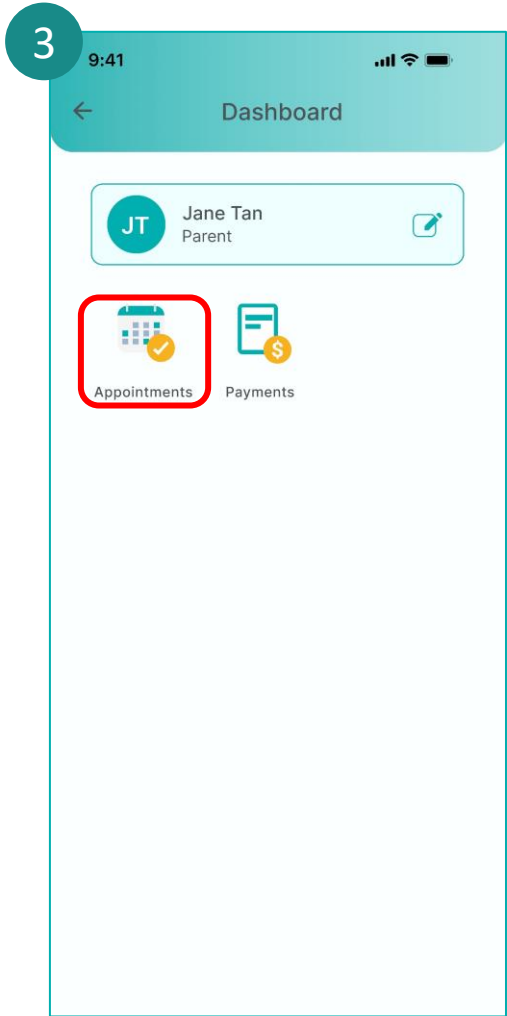 3
9:41
Dashboard
JT
Jane Tan
Parent
$
Appointments
Payments